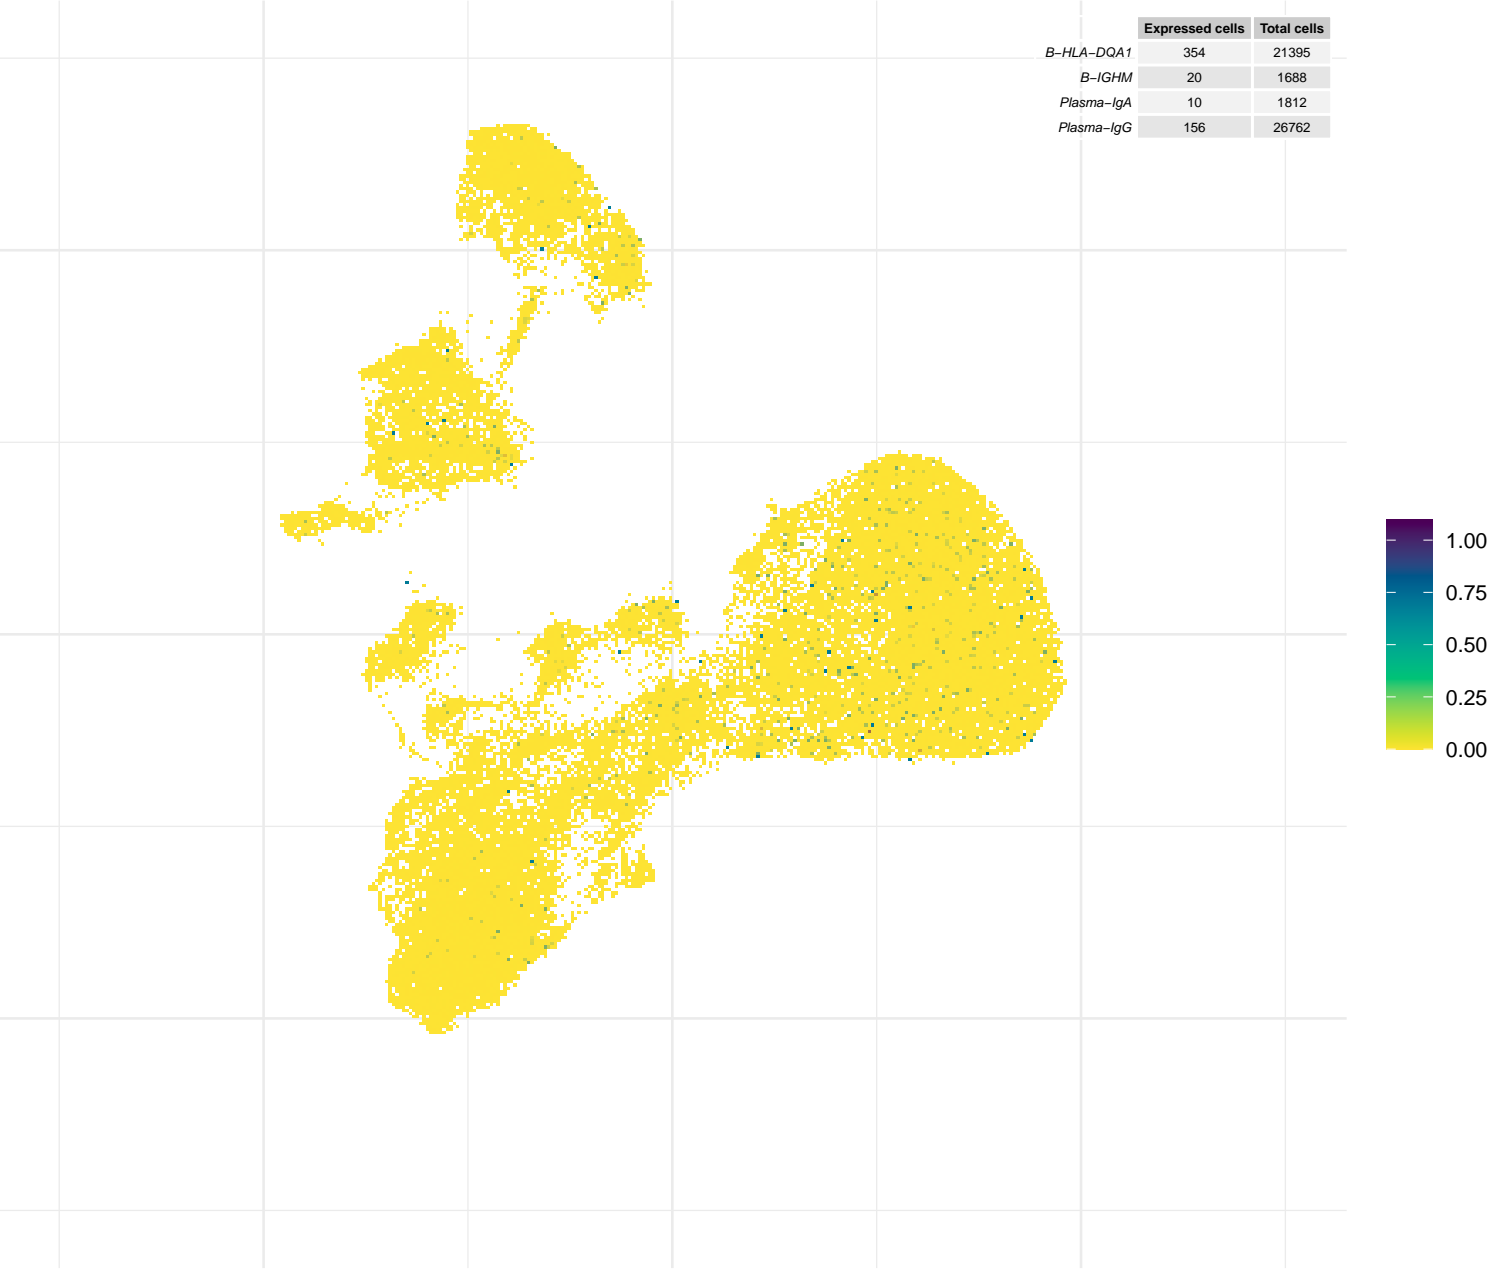 Expressed cells Total cells
B−HLA−DQA1 354 21395
B−IGHM 20 1688
Plasma−IgA 10 1812
Plasma−IgG 156 26762
1.00
0.75
0.50
0.25
0.00